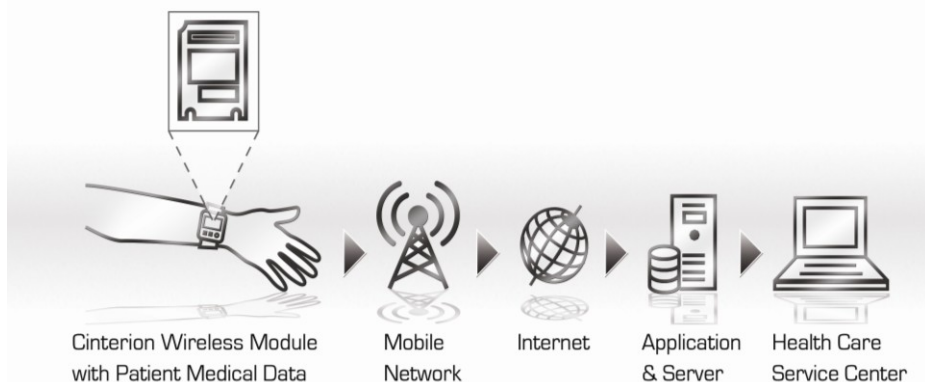 Cinterion Wireless Module
with Patient Medical Data
Mobile
Network
Internet
Application
& Server
Health Care
Service Center